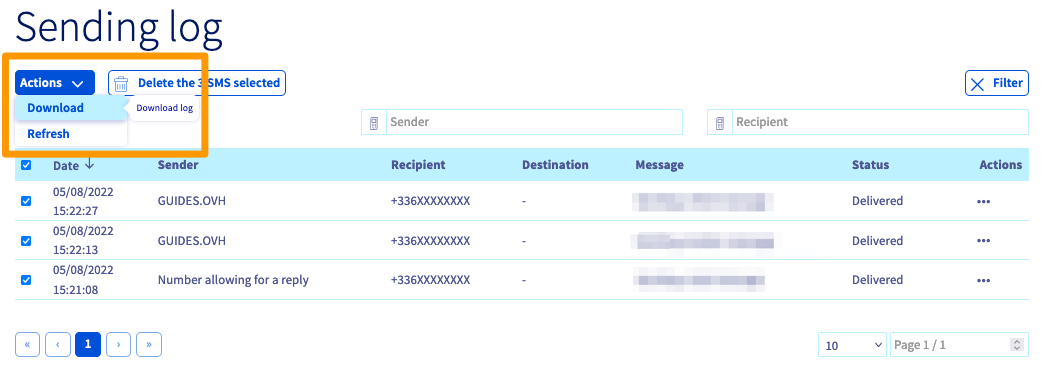 Sending log
Actions
Delete the 3 SMS selected
Filter
Download
Download log
Refresh
Sender
Recipient
Date Sender Recipient Destination Message Status Actions
05/08/2022
15:22:27
GUIDES.OVH +336XXXXXXXX - Delivered •••
05/08/2022
15:22:13
GUIDES.OVH +336XXXXXXXX - Delivered •••
05/08/2022
15:21:08
Number allowing for a reply +336XXXXXXXX - Delivered •••
« ‹ 1 › »
10
Page 1 / 1